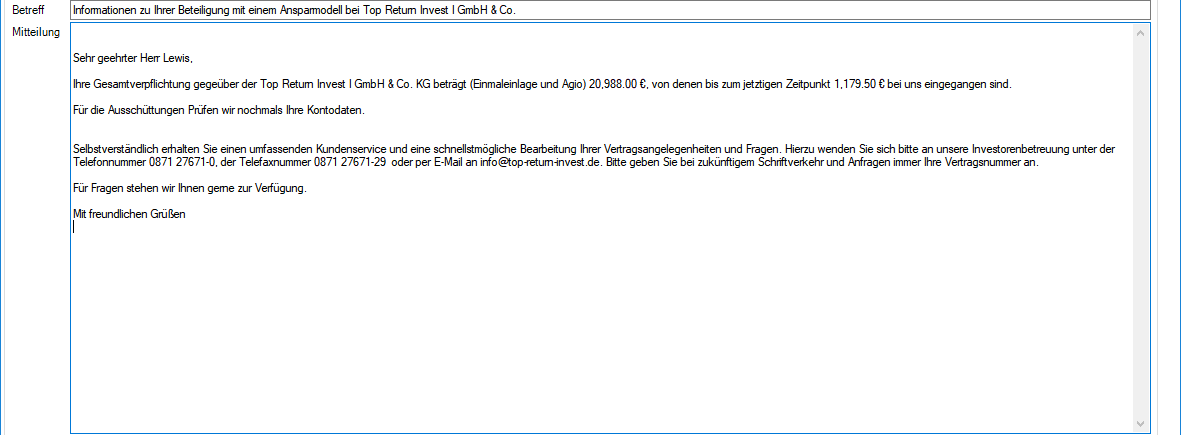 Betreff Informationen zu Ihrer Beteiligung mit einem Ansparmodell bei Top Return Invest I GmbH & Co.
Mitteilung
Sehr geehrter Herr Lewis,
Ihre Gesamtverpflichtung gegeüber der Top Return Invest I GmbH & Co. KG beträgt (Einmaleinlage und Agio) 20,988.00 €, von denen bis zum jetztigen Zeitpunkt 1,179.50 € bei uns eingegangen sind.
Für die Ausschüttungen Prüfen wir nochmals Ihre Kontodaten.
Selbstverständlich erhalten Sie einen umfassenden Kundenservice und eine schnellstmögliche Bearbeitung Ihrer Vertragsangelegenheiten und Fragen. Hierzu wenden Sie sich bitte an unsere Investorenbetreuung unter der
Telefonnummer 0871 27671-0, der Telefaxnummer 0871 27671-29 oder per E-Mail an info@top-return-invest.de. Bitte geben Sie bei zukünftigem Schriftverkehr und Anfragen immer Ihre Vertragsnummer an.
Für Fragen stehen wir Ihnen gerne zur Verfügung.
Mit freundlichen Grüßen